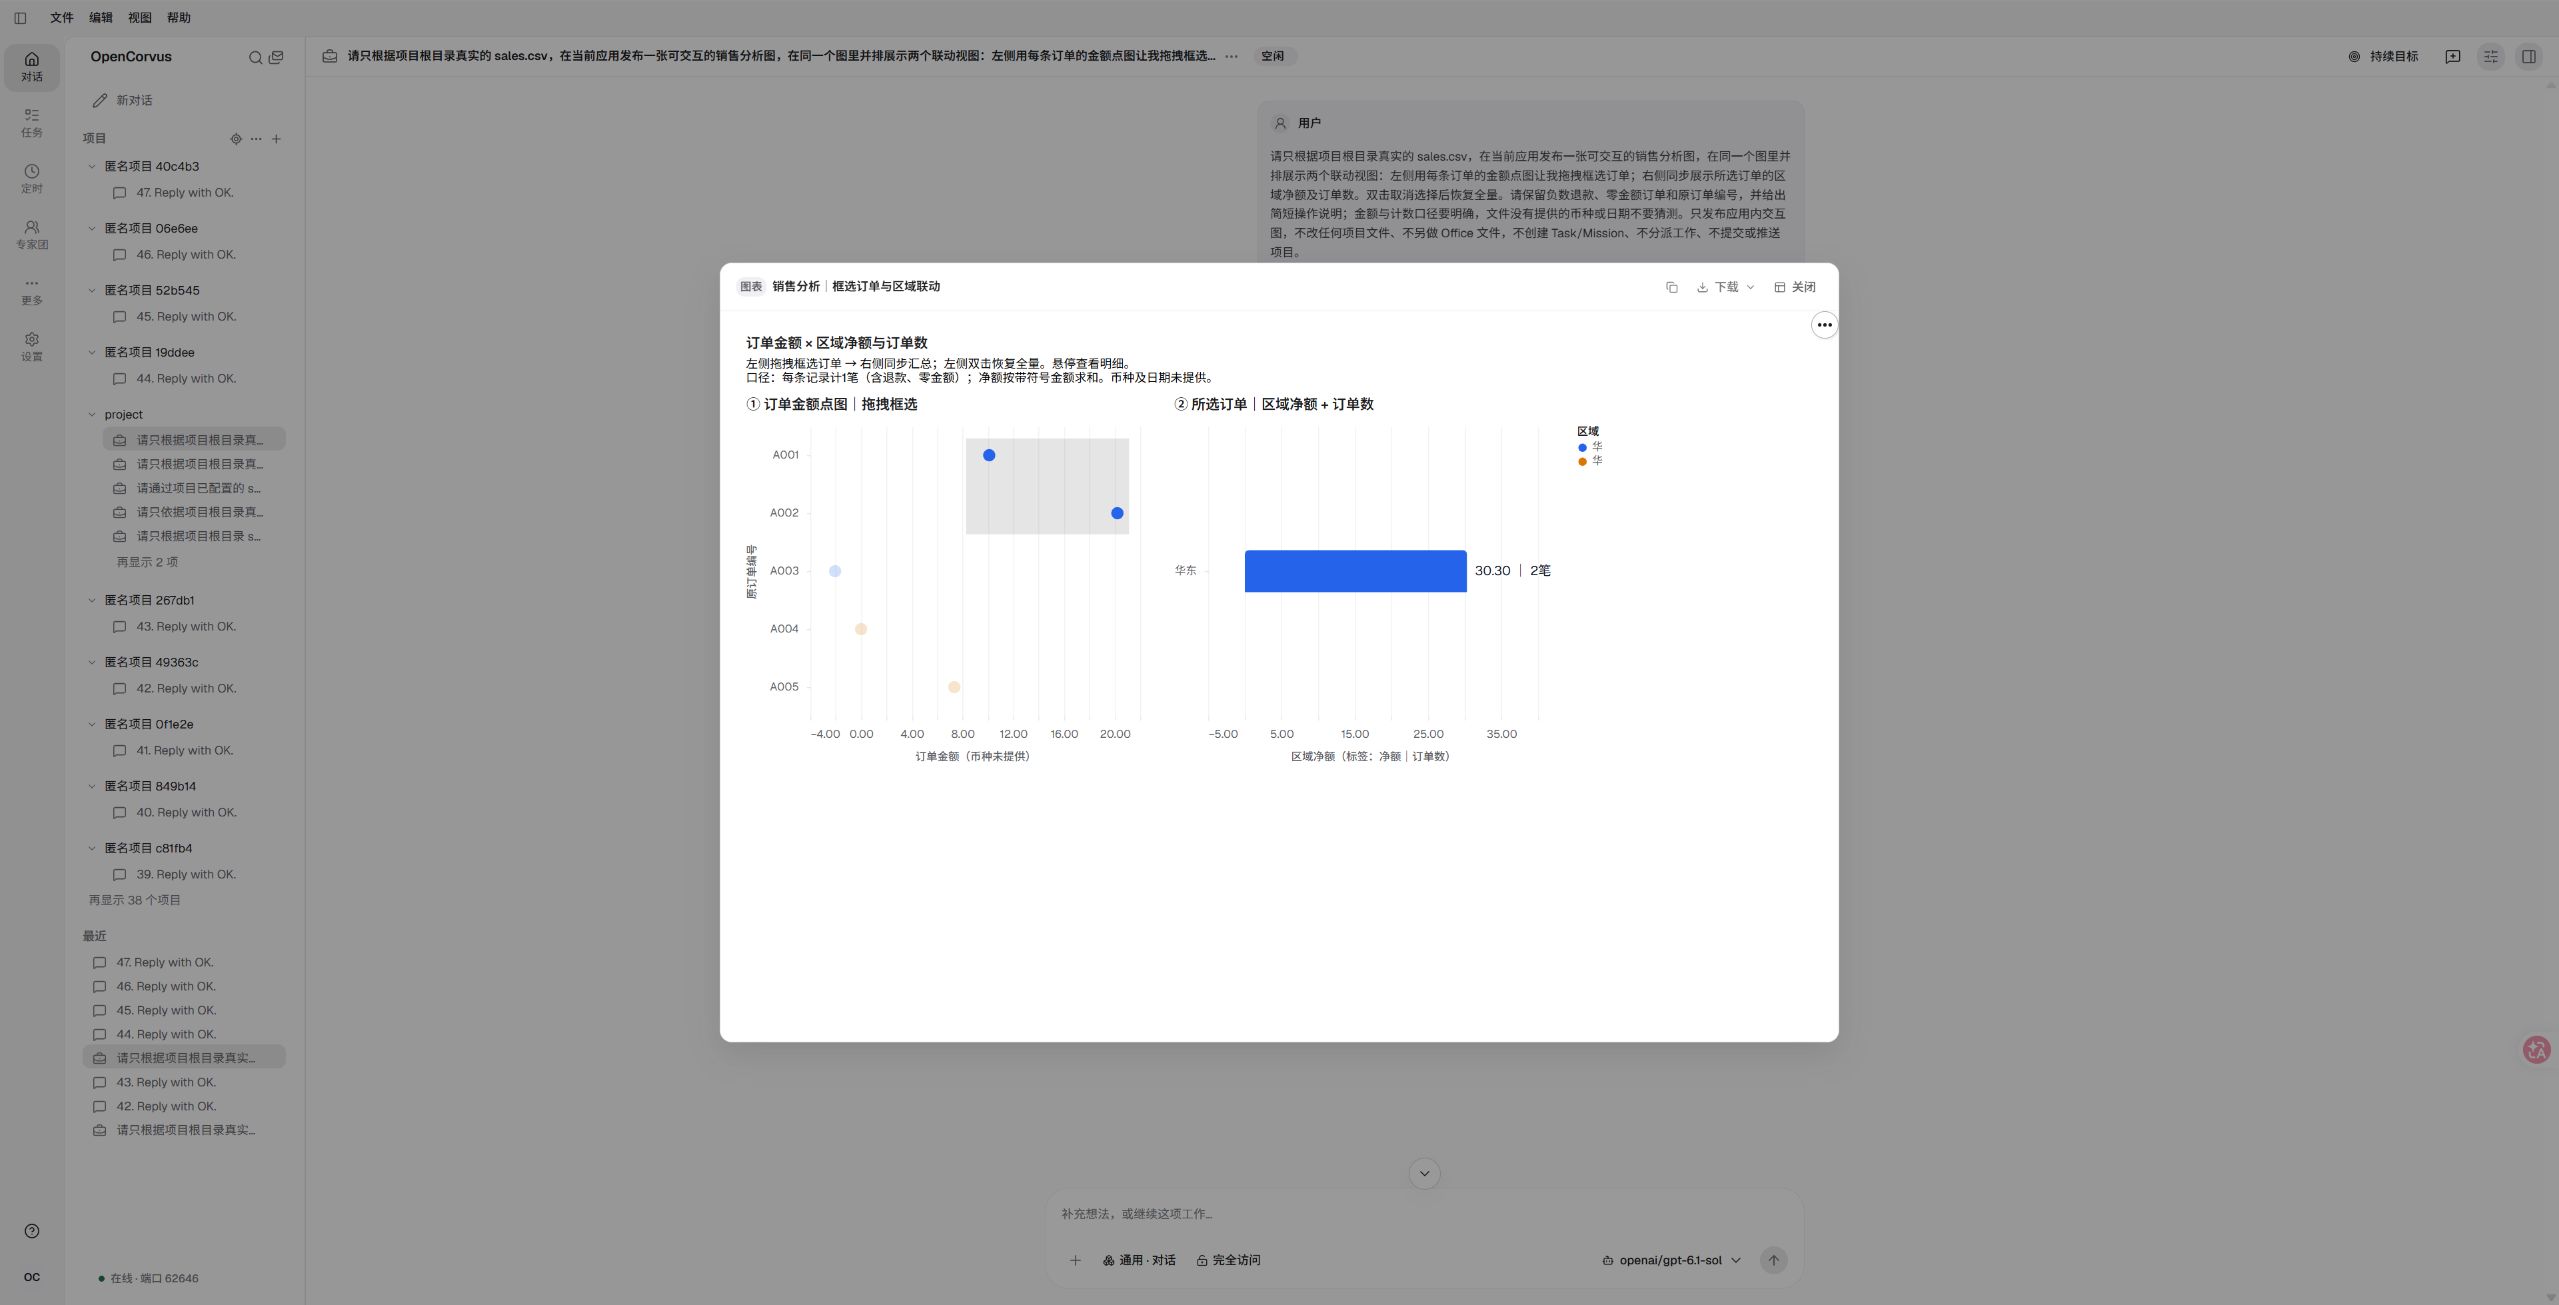 文件 编辑 视图 帮助
对话
任务
定时
专家团
更多
设置
OC
OpenCorvus
新对话
项目
匿名项目 40c4b3
47. Reply with OK.
匿名项目 06e6ee
46. Reply with OK.
匿名项目 52b545
45. Reply with OK.
匿名项目 19ddee
44. Reply with OK.
project
请只根据项目根目录真...
请只根据项目根目录真...
请通过项目已配置的 s...
请只依据项目根目录真...
请只根据项目根目录 s...
再显示 2 项
匿名项目 267db1
43. Reply with OK.
匿名项目 49363c
42. Reply with OK.
匿名项目 0f1e2e
41. Reply with OK.
匿名项目 849b14
40. Reply with OK.
匿名项目 c81fb4
39. Reply with OK.
再显示 38 个项目
最近
47. Reply with OK.
46. Reply with OK.
45. Reply with OK.
44. Reply with OK.
请只根据项目根目录真实...
43. Reply with OK.
42. Reply with OK.
请只根据项目根目录真实...
在线 · 端口 62646
请只根据项目根目录真实的 sales.csv，在当前应用发布一张可交互的销售分析图，在同一个图里并排展示两个联动视图：左侧用每条订单的金额点图让我拖拽框选... 空闲
持续目标
用户
请只根据项目根目录真实的 sales.csv，在当前应用发布一张可交互的销售分析图，在同一个图里并
排展示两个联动视图：左侧用每条订单的金额点图让我拖拽框选订单；右侧同步展示所选订单的区
域净额及订单数。双击取消选择后恢复全量。请保留负数退款、零金额订单和原订单编号，并给出
简短操作说明；金额与计数口径要明确，文件没有提供的币种或日期不要猜测。只发布应用内交互
图，不改任何项目文件、不另做 Office 文件，不创建 Task/Mission、不分派工作、不提交或推送
项目。
图表 销售分析｜框选订单与区域联动
下载 关闭
订单金额 × 区域净额与订单数
左侧拖拽框选订单 → 右侧同步汇总；左侧双击恢复全量。悬停查看明细。
口径：每条记录计1笔（含退款、零金额）；净额按带符号金额求和。币种及日期未提供。
① 订单金额点图｜拖拽框选
原订单编号
A001
A002
A003
A004
A005
−4.00 0.00 4.00 8.00 12.00 16.00 20.00
订单金额（币种未提供）
② 所选订单｜区域净额 + 订单数
华东
30.30 ｜ 2笔
−5.00 5.00 15.00 25.00 35.00
区域净额（标签：净额｜订单数）
区域
华
华
补充想法，或继续这项工作...
通用 · 对话 完全访问
openai/gpt-6.1-sol